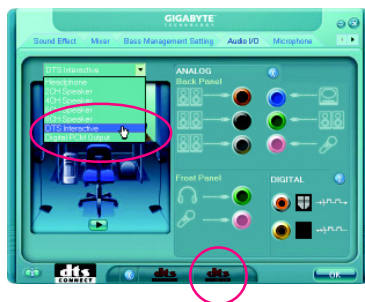 GIGABYTE
TECHNOLOGY
Sound Effect Mixer Bass Management Setting Audio I/O Microphone
DTS Interactive
Headphone
2CH Speaker
4CH Speaker
6CH Speaker
8CH Speaker
DTS Interactive
Digital PCM Output
ANALOG
Back Panel
Front Panel
DIGITAL
dts
CONNECT
dts
dts
OK